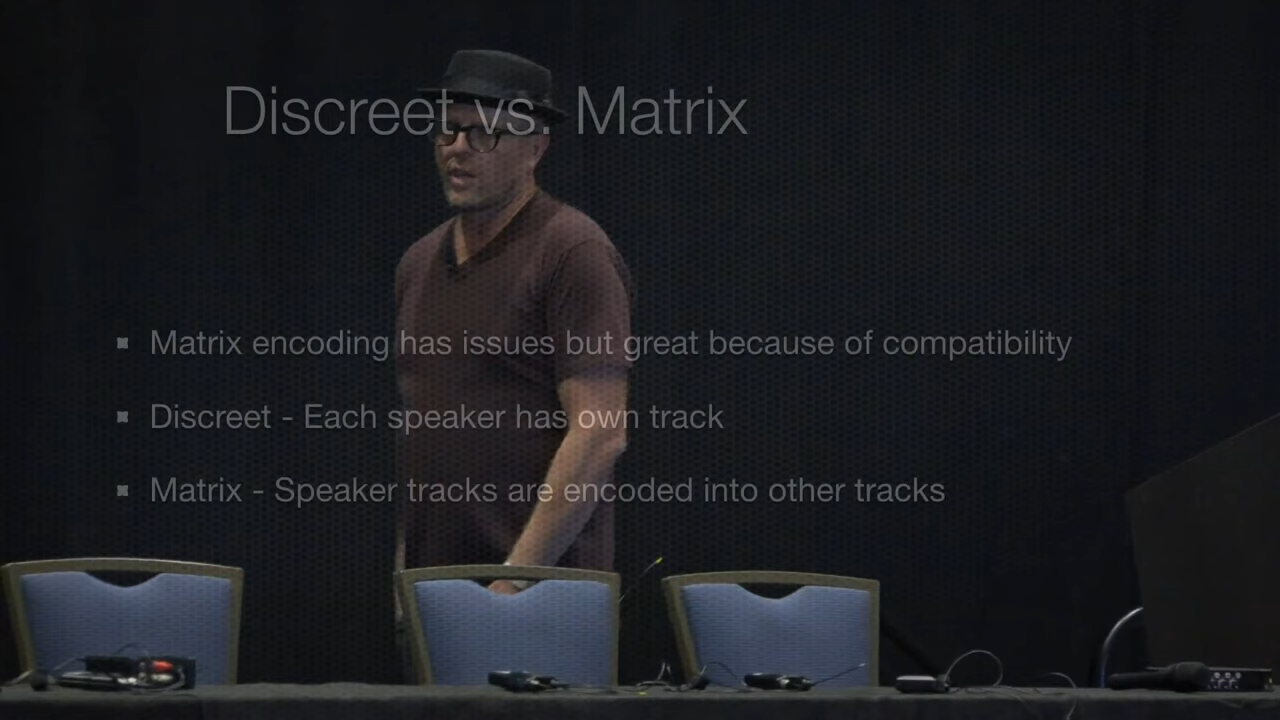 Discreet vs. Matrix
Matrix encoding has issues but great because of compatibility
Discreet - Each speaker has own track
Matrix - Speaker tracks are encoded into other tracks